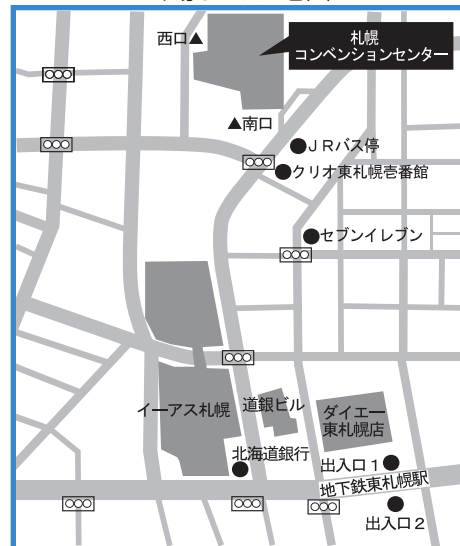 西口▲
札幌
コンベンションセンター
▲南口
JRバス停
クリオ東札幌壱番館
セブンイレブン
イーアス札幌
道銀ビル
ダイエー
東札幌店
北海道銀行
出入口1
地下鉄東札幌駅
出入口2